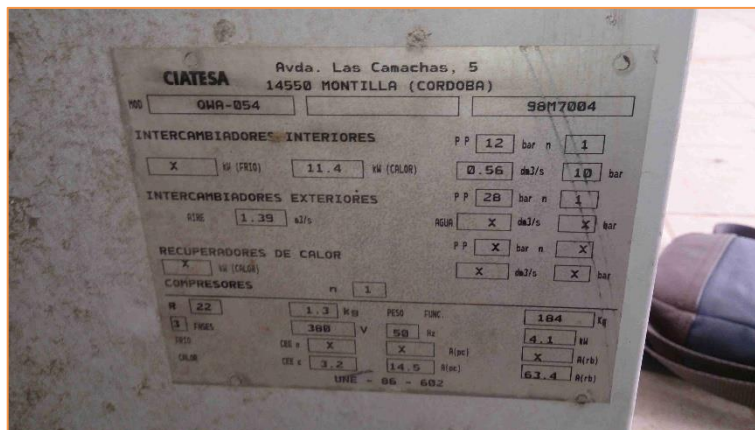 CIATESA
Avda. Las Camachas, 5
14550 MONTILLA (CORDOBA)
MOD OWA-054 98M7004
INTERCAMBIADORES INTERIORES PP 12 bar n 1
X kW (FRIO) 11.4 kW (CALOR) 0.56 dm3/s 10 bar
INTERCAMBIADORES EXTERIORES PP 28 bar n 1
AIRE 1.39 m3/s AGUA X dm3/s X bar
RECUPERADORES DE CALOR PP X bar n X
X kW (CALOR) X dm3/s X bar
COMPRESORES n 1
R 22 1.3 Kg PESO FUNC. 184 Kg
3 FASES 380 V 50 Hz 4.1 kW
FRIO CEE n X X A(pc) X A(rb)
CALOR CEE c 3.2 14.5 A(pc) 63.4 A(rb)
UNE - 86 - 602